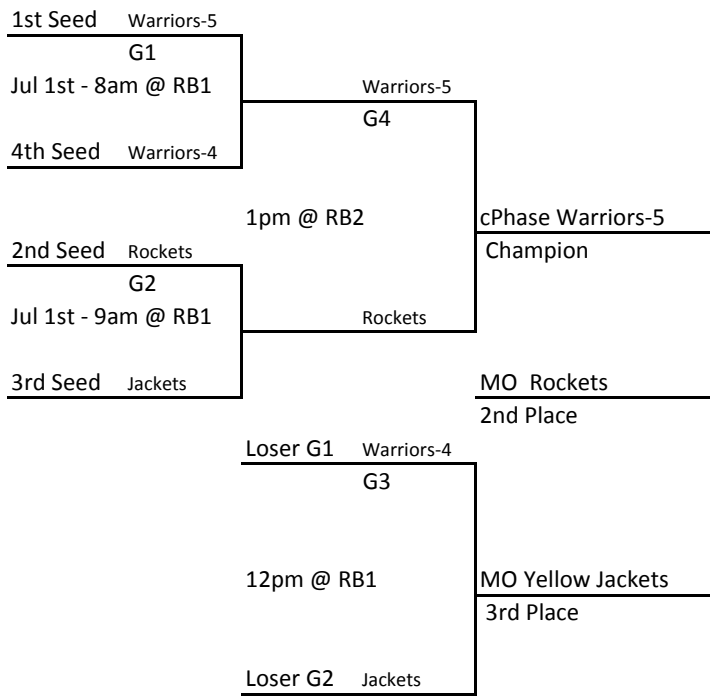 1st Seed Warriors-5
G1
Jul 1st - 8am @ RB1
Warriors-5
G4
4th Seed Warriors-4
1pm @ RB2
cPhase Warriors-5
Champion
2nd Seed Rockets
G2
Jul 1st - 9am @ RB1
Rockets
3rd Seed Jackets
MO Rockets
2nd Place
Loser G1 Warriors-4
G3
12pm @ RB1
MO Yellow Jackets
3rd Place
Loser G2 Jackets